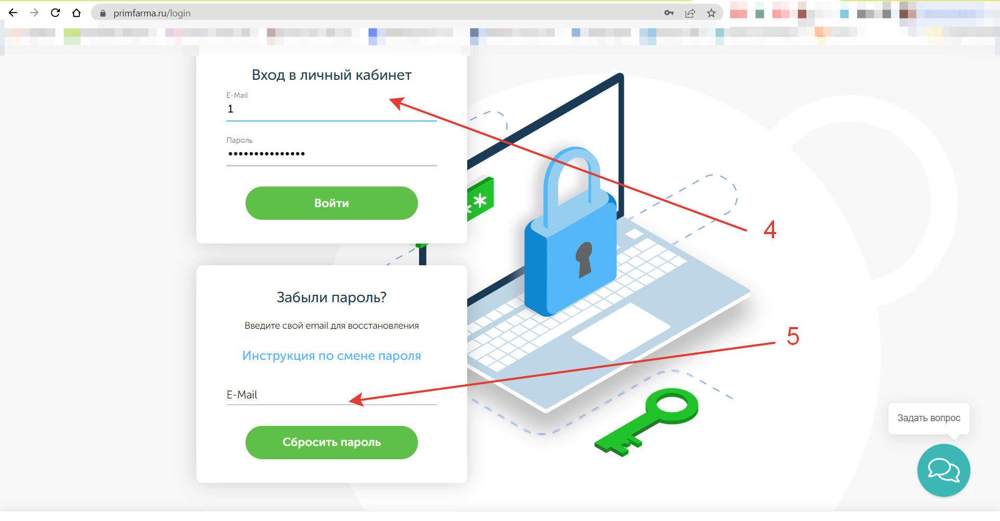 primfarma.ru/login
Вход в личный кабинет
E-Mail
1
Пароль
•••••••••••••••
Войти
4
Забыли пароль?
Введите свой email для восстановления
Инструкция по смене пароля
5
E-Mail
Сбросить пароль
Задать вопрос